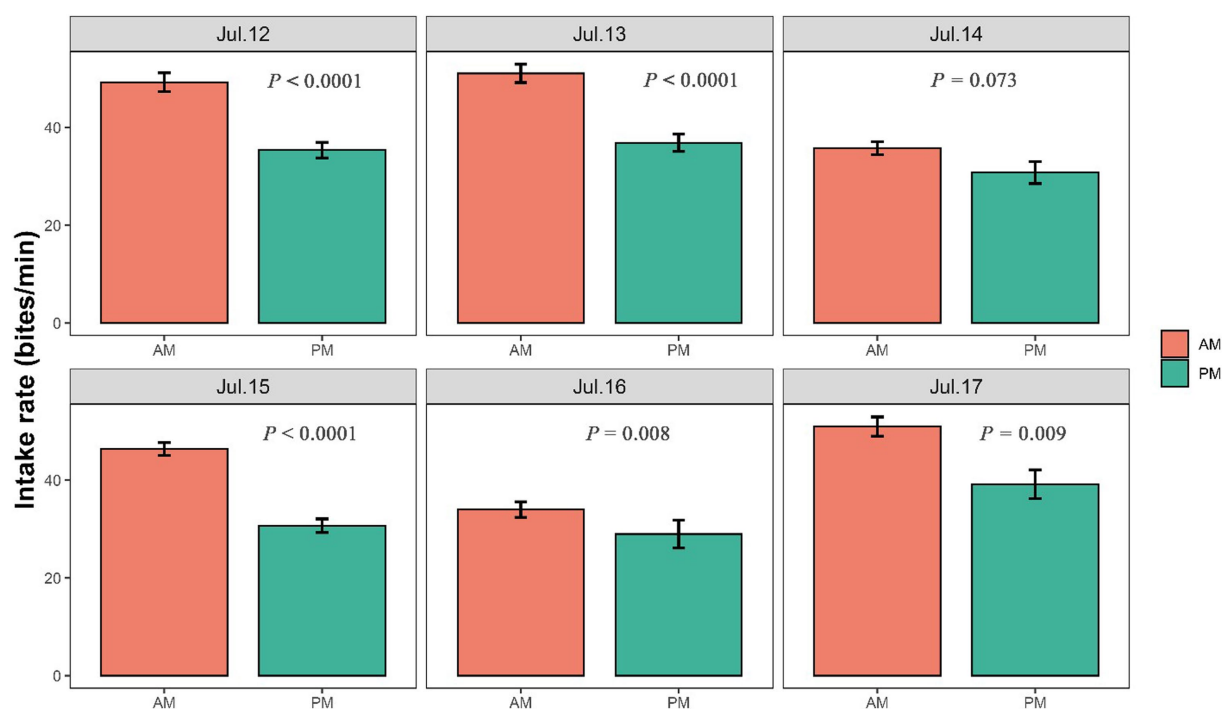 Jul.12
Jul.13
Jul.14
P < 0.0001
P < 0.0001
P = 0.073
40
20
0
AM
PM
AM
PM
AM
PM
Intake rate (bites/min)
AM
PM
Jul.15
Jul.16
Jul.17
P < 0.0001
P = 0.008
P = 0.009
40
20
0
AM
PM
AM
PM
AM
PM